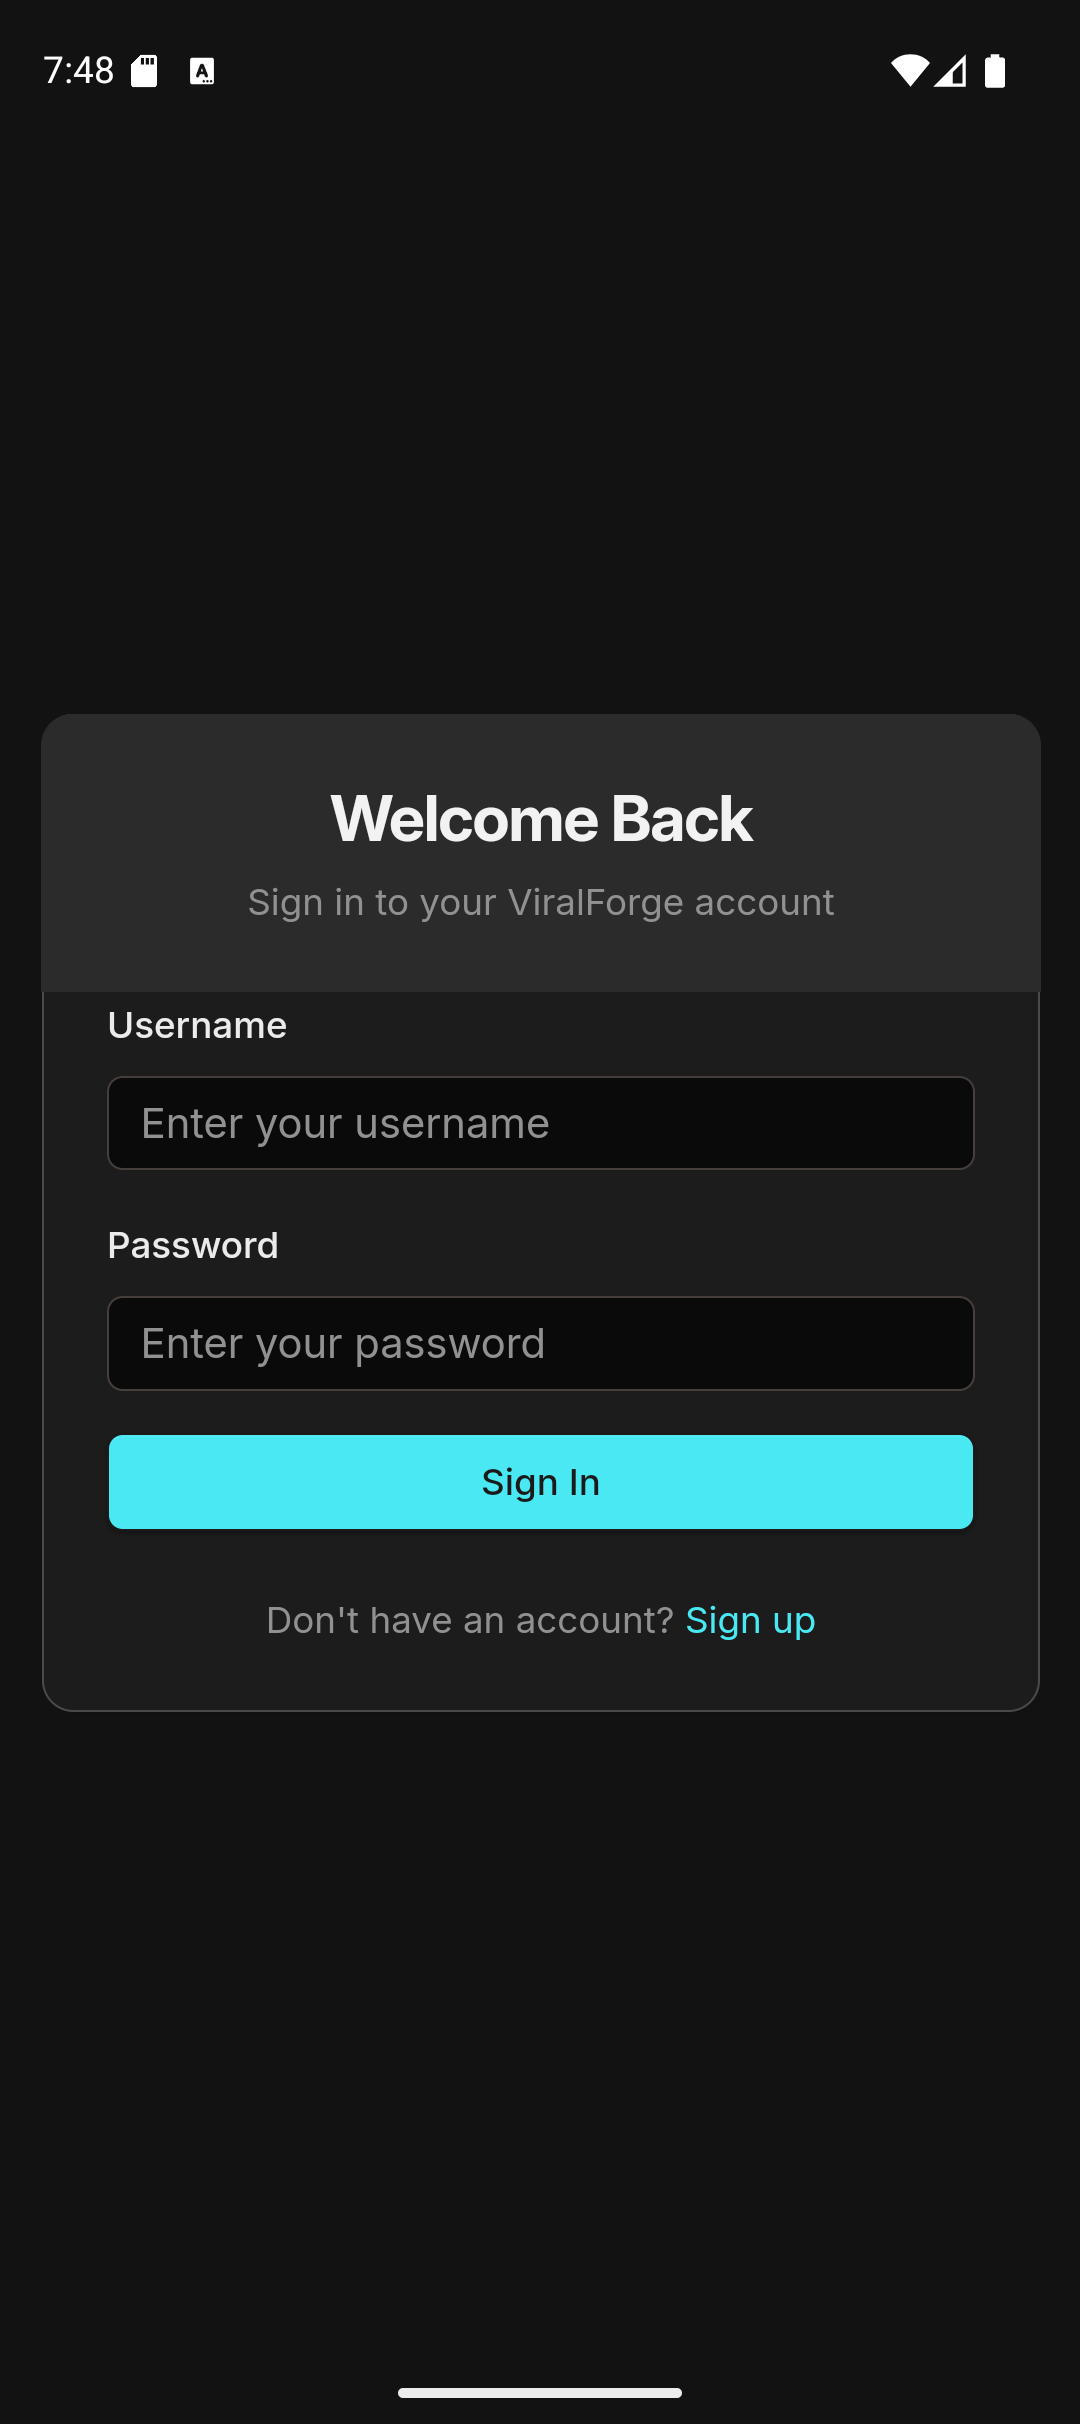 7:48
Welcome Back
Sign in to your ViralForge account
Username
Enter your username
Password
Enter your password
Sign In
Don't have an account? Sign up